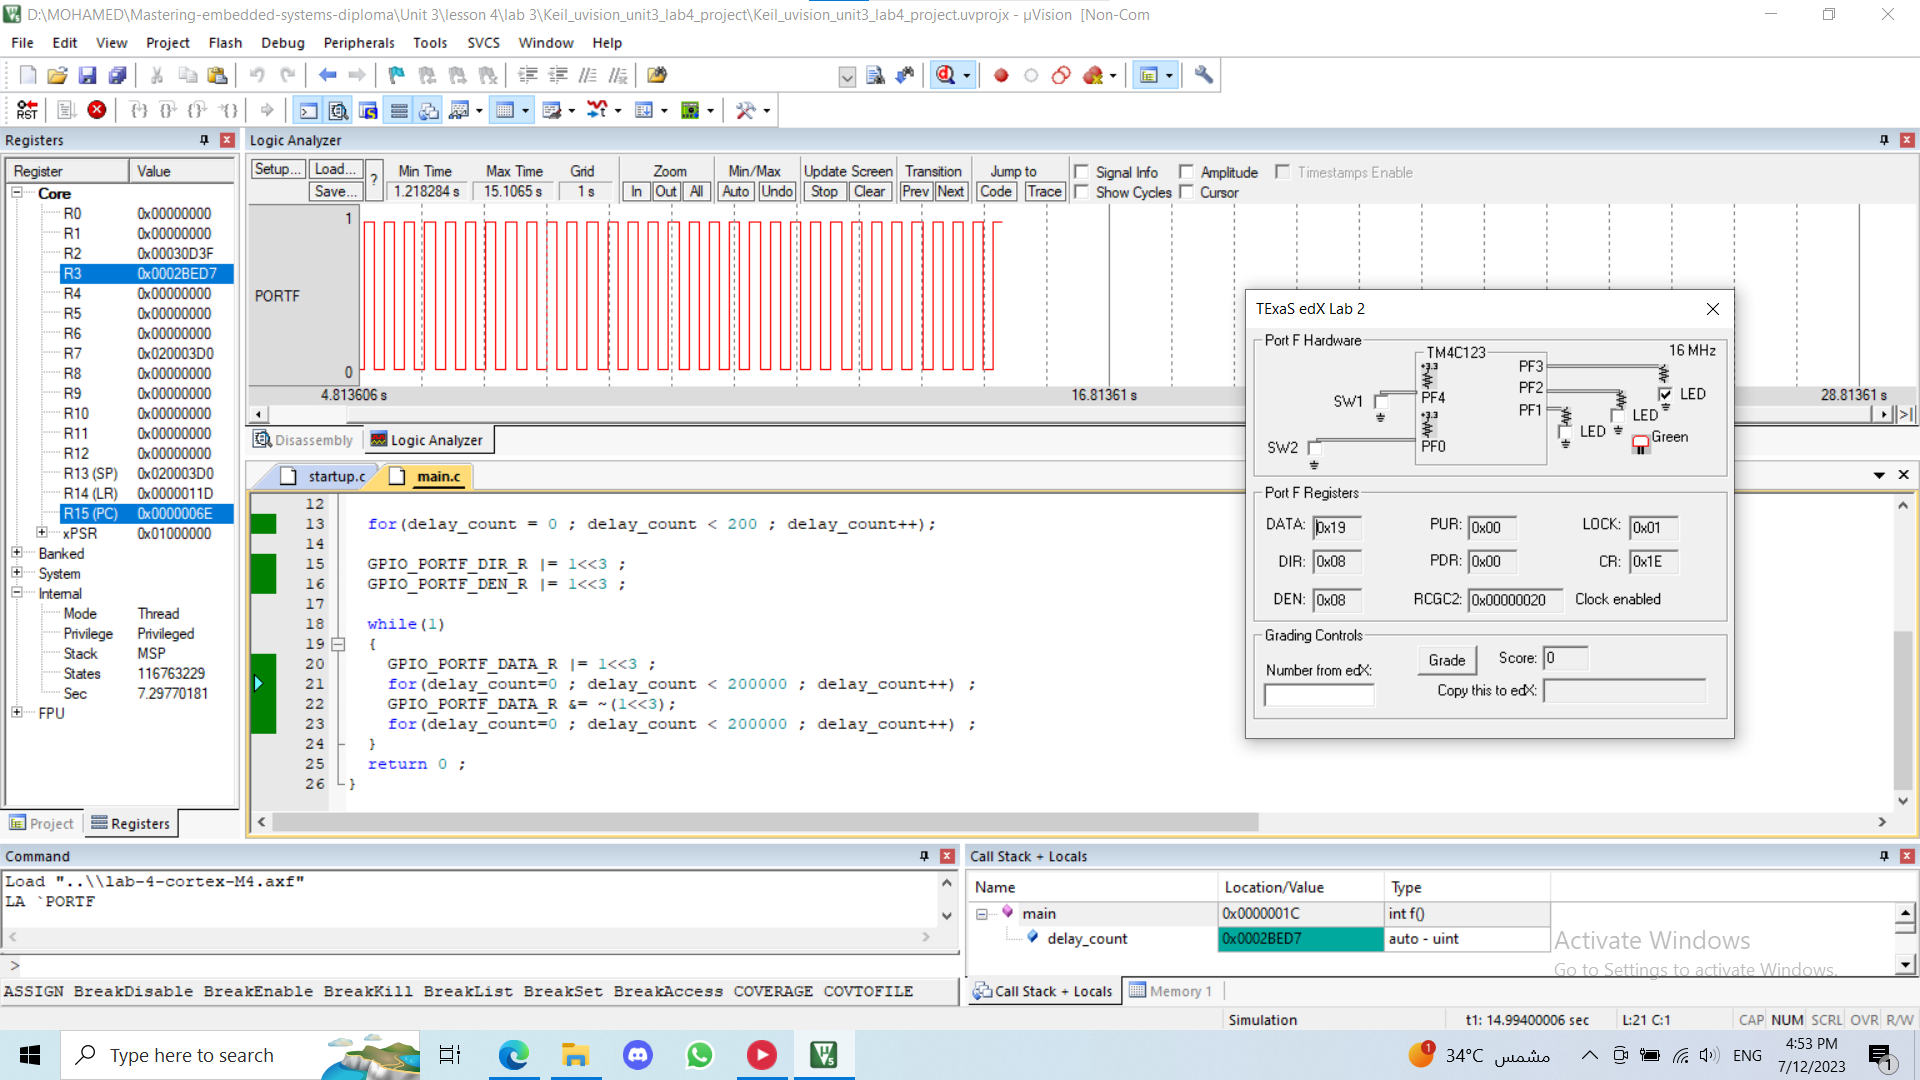 D:\MOHAMED\Mastering-embedded-systems-diploma\Unit 3\lesson 4\lab 3\Keil_uvision_unit3_lab4_project\Keil_uvision_unit3_lab4_project.uvprojx - µVision  [Non-Com
File Edit View Project Flash Debug Peripherals Tools SVCS Window Help
RST
Registers
Register Value
Core
R0 0x00000000
R1 0x00000000
R2 0x00030D3F
R3 0x0002BED7
R4 0x00000000
R5 0x00000000
R6 0x00000000
R7 0x020003D0
R8 0x00000000
R9 0x00000000
R10 0x00000000
R11 0x00000000
R12 0x00000000
R13 (SP) 0x020003D0
R14 (LR) 0x0000011D
R15 (PC) 0x0000006E
xPSR 0x01000000
Banked
System
Internal
Mode Thread
Privilege Privileged
Stack MSP
States 116763229
Sec 7.29770181
FPU
Project Registers
Logic Analyzer
Setup... Load... ? Min Time Max Time Grid Zoom Min/Max Update Screen Transition Jump to Signal Info Amplitude Timestamps Enable
Save... 1.218284 s 15.1065 s 1 s In Out All Auto Undo Stop Clear Prev Next Code Trace Show Cycles Cursor
1
PORTF
0
4.813606 s 16.81361 s 28.81361 s
Disassembly Logic Analyzer
startup.c main.c
12
13 for(delay_count = 0 ; delay_count < 200 ; delay_count++);
14
15 GPIO_PORTF_DIR_R |= 1<<3 ;
16 GPIO_PORTF_DEN_R |= 1<<3 ;
17
18 while(1)
19 {
20 GPIO_PORTF_DATA_R |= 1<<3 ;
21 for(delay_count=0 ; delay_count < 200000 ; delay_count++) ;
22 GPIO_PORTF_DATA_R &= ~(1<<3);
23 for(delay_count=0 ; delay_count < 200000 ; delay_count++) ;
24 }
25 return 0 ;
26 }
TExaS edX Lab 2
Port F Hardware
TM4C123 16 MHz
+3.3 PF3
SW1 PF4 PF2 LED
+3.3 PF1 LED
LED
SW2 PF0 Green
Port F Registers
DATA: 0x19 PUR: 0x00 LOCK: 0x01
DIR: 0x08 PDR: 0x00 CR: 0x1E
DEN: 0x08 RCGC2: 0x00000020 Clock enabled
Grading Controls
Number from edX: Grade Score: 0
Copy this to edX:
Command
Load "..\\lab-4-cortex-M4.axf"
LA `PORTF
>
ASSIGN BreakDisable BreakEnable BreakKill BreakList BreakSet BreakAccess COVERAGE COVTOFILE
Call Stack + Locals
Name Location/Value Type
main 0x0000001C int f()
delay_count 0x0002BED7 auto - uint
Call Stack + Locals Memory 1
Activate Windows
Go to Settings to activate Windows.
Simulation t1: 14.99400006 sec L:21 C:1 CAP NUM SCRL OVR R/W
Type here to search
1 34°C مشمس ENG 4:53 PM
7/12/2023 1